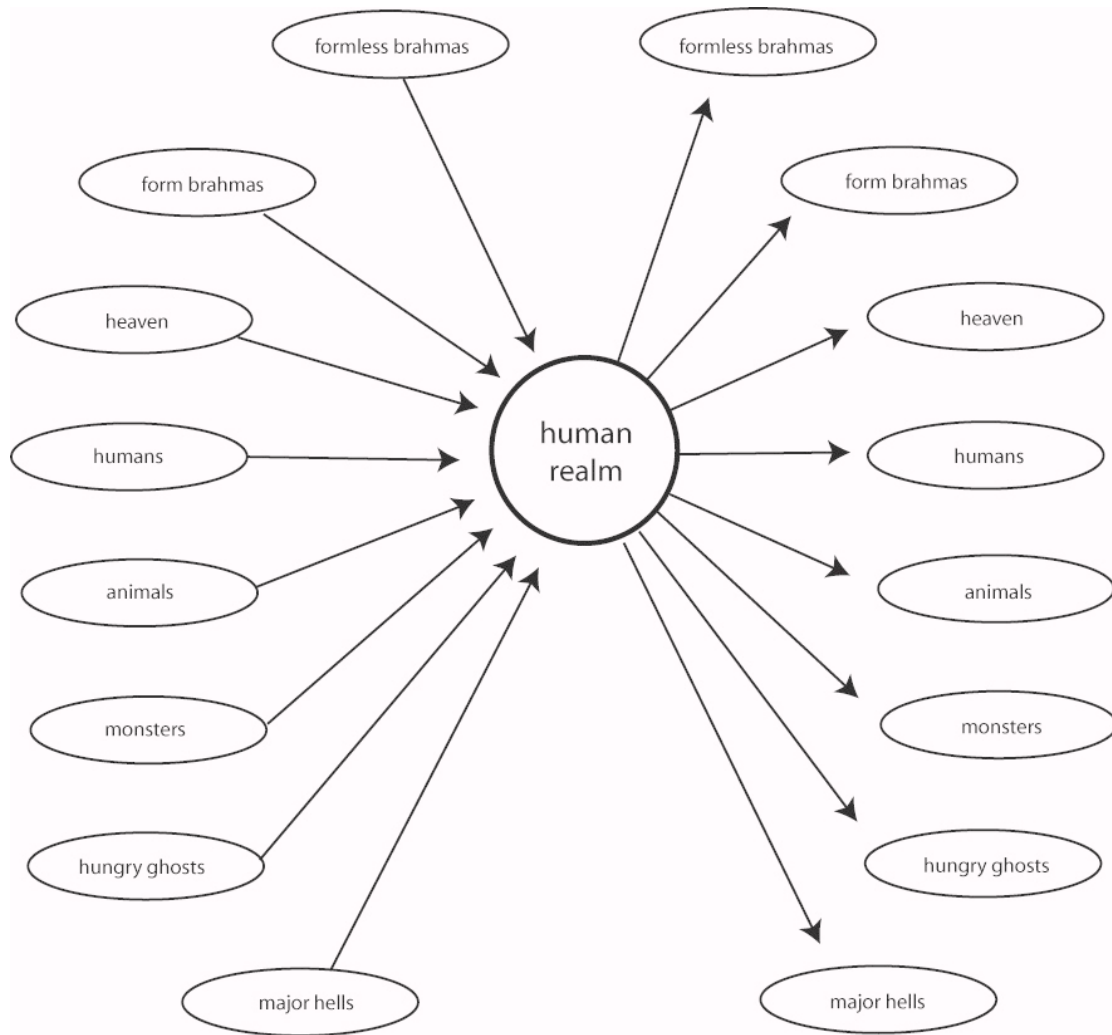 formless brahmas
formless brahmas
form brahmas
form brahmas
heaven
heaven
human
realm
humans
humans
animals
animals
monsters
monsters
hungry ghosts
hungry ghosts
major hells
major hells